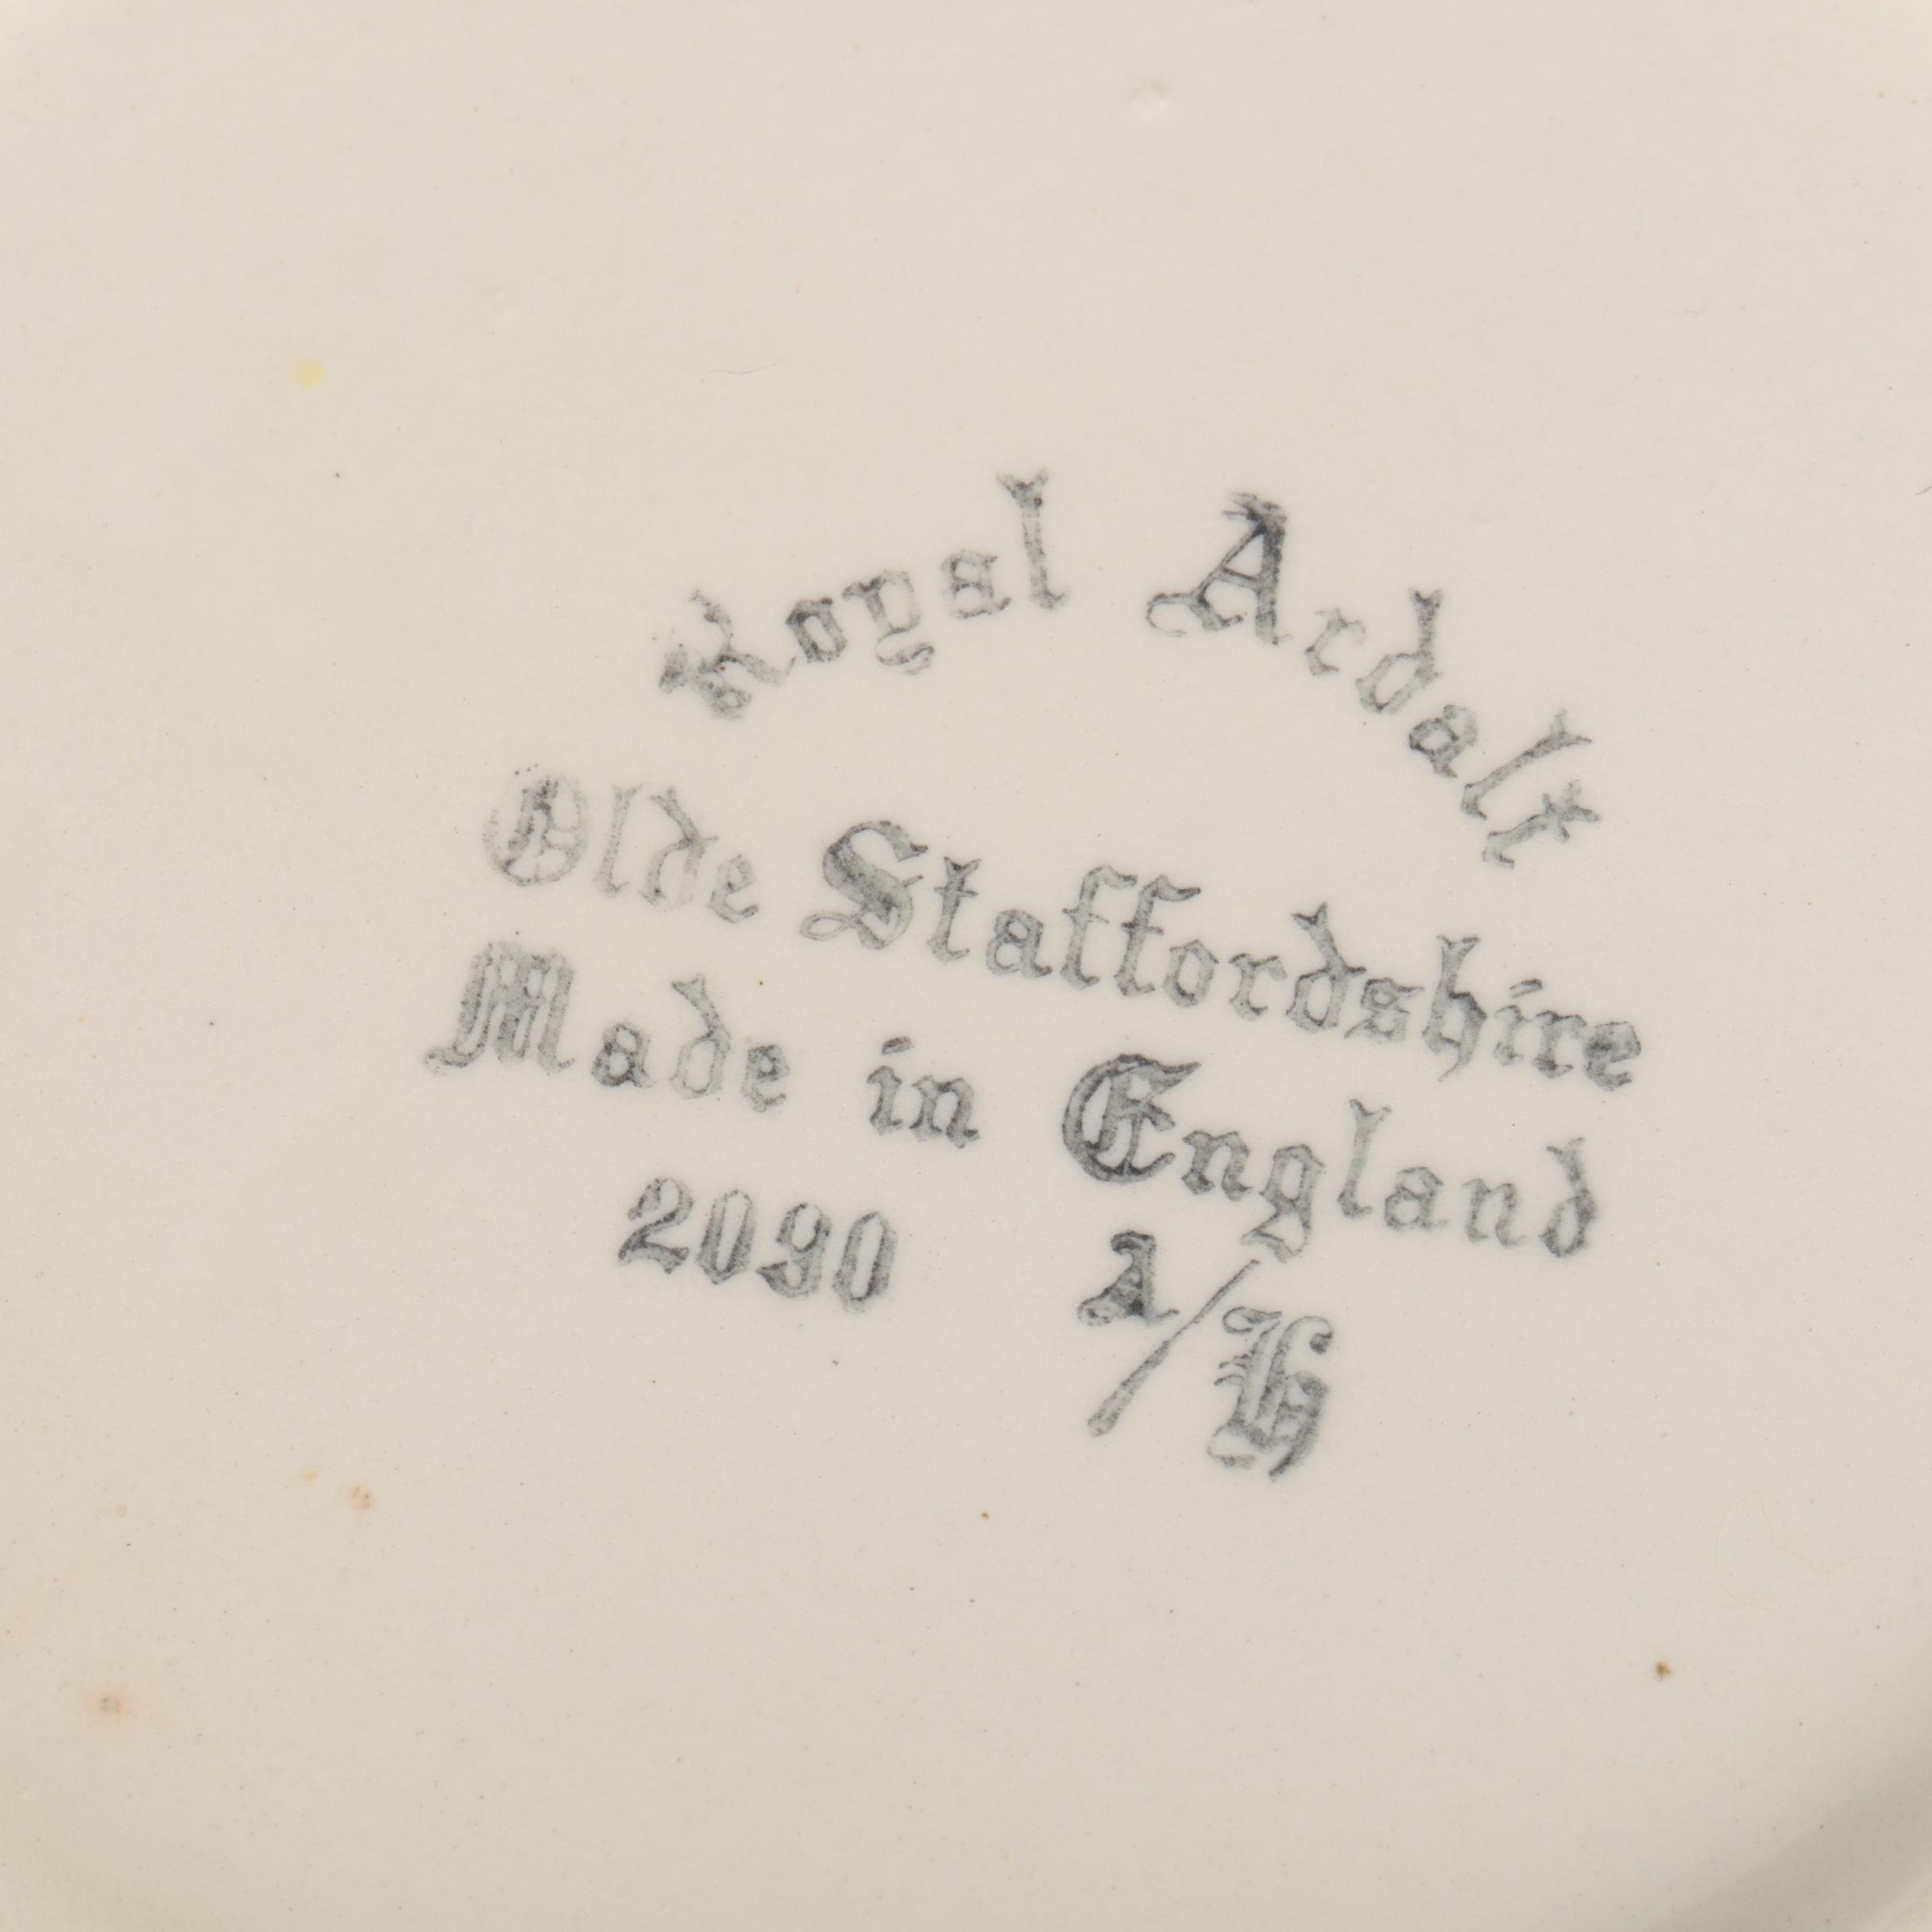 Royal Ardalt
Olde Staffordshire
Made in England
2090 A/H